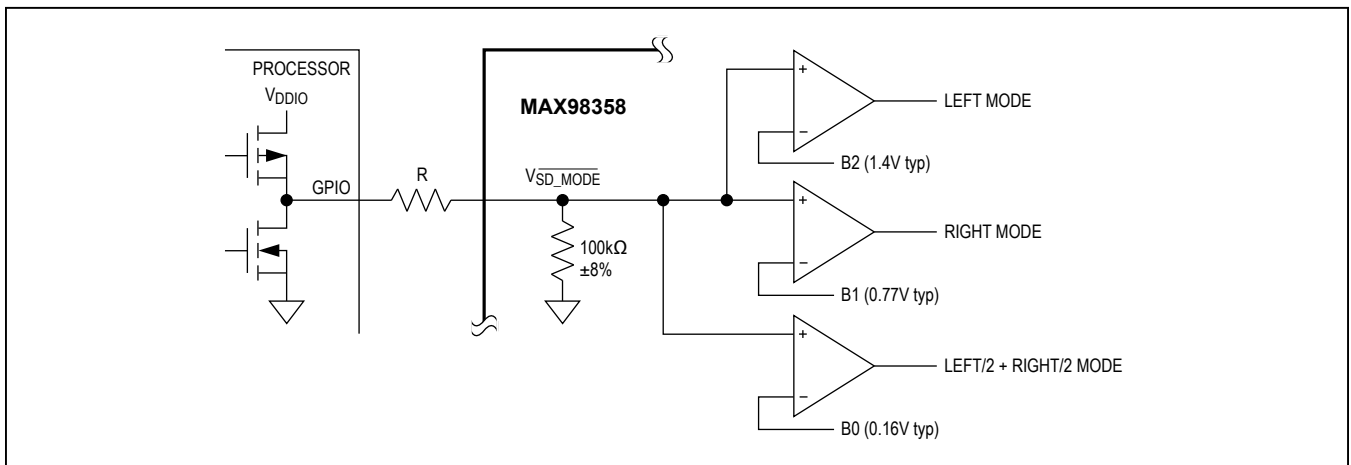 PROCESSOR
VDDIO
GPIO
R
MAX98358
VSD_MODE
100kΩ
±8%
+
−
LEFT MODE
B2 (1.4V typ)
+
−
RIGHT MODE
B1 (0.77V typ)
+
−
LEFT/2 + RIGHT/2 MODE
B0 (0.16V typ)